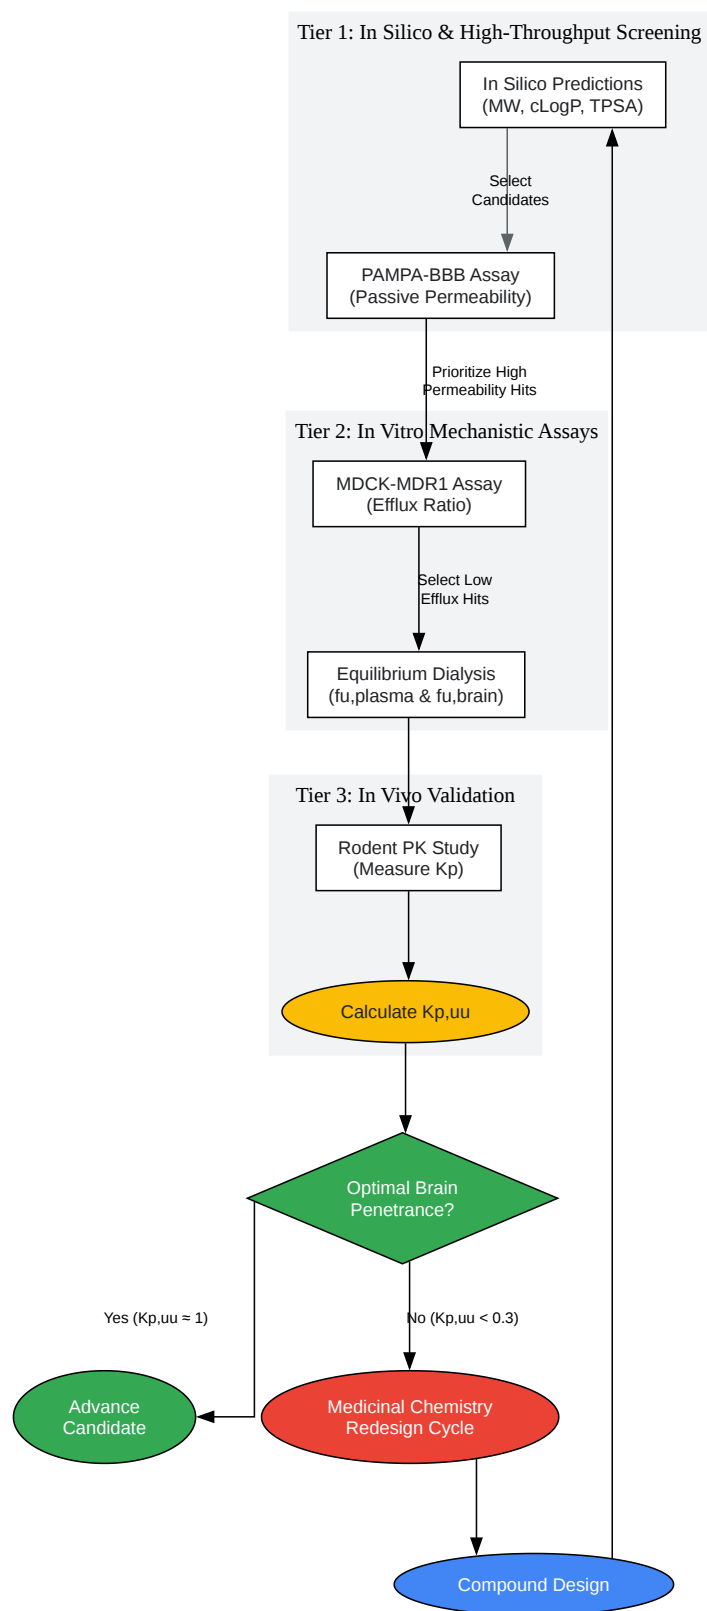 Tier 1: In Silico & High-Throughput Screening
In Silico Predictions
(MW, cLogP, TPSA)
Select
Candidates
PAMPA-BBB Assay
(Passive Permeability)
Prioritize High
Permeability Hits
Tier 2: In Vitro Mechanistic Assays
MDCK-MDR1 Assay
(Efflux Ratio)
Select Low
Efflux Hits
Equilibrium Dialysis
(fu,plasma & fu,brain)
Tier 3: In Vivo Validation
Rodent PK Study
(Measure Kp)
Calculate Kp,uu
Optimal Brain
Penetrance?
Yes (Kp,uu ≈ 1)
No (Kp,uu < 0.3)
Advance
Candidate
Medicinal Chemistry
Redesign Cycle
Compound Design